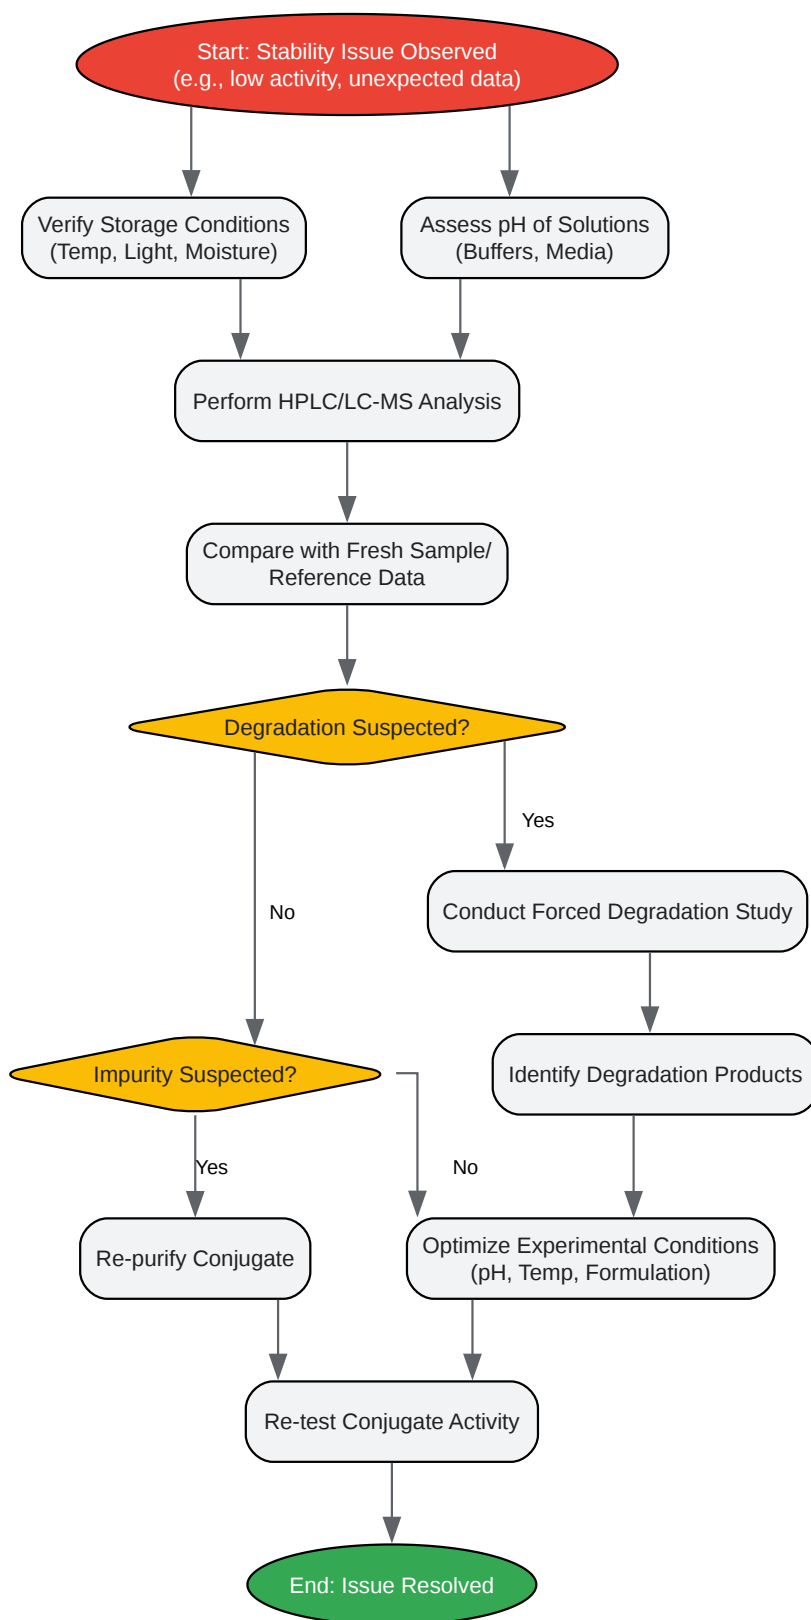 Start: Stability Issue Observed
(e.g., low activity, unexpected data)
Verify Storage Conditions
(Temp, Light, Moisture)
Assess pH of Solutions
(Buffers, Media)
Perform HPLC/LC-MS Analysis
Compare with Fresh Sample/
Reference Data
Degradation Suspected?
Yes
No
Conduct Forced Degradation Study
Impurity Suspected?
Identify Degradation Products
Yes
No
Re-purify Conjugate
Optimize Experimental Conditions
(pH, Temp, Formulation)
Re-test Conjugate Activity
End: Issue Resolved